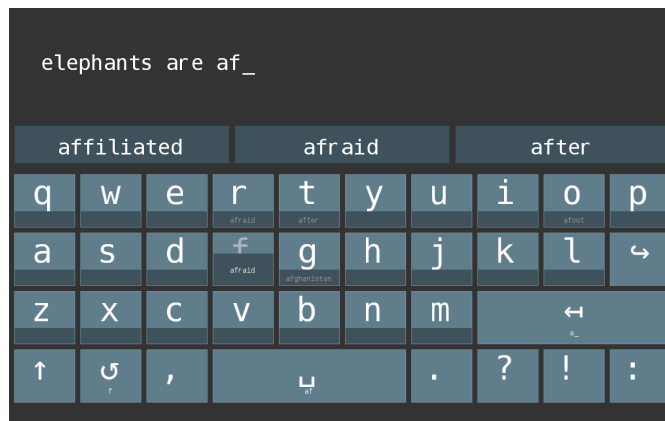 elephants are af_
affiliated afraid after
q w e r t y u i o p
afraid after afoot
a s d f g h j k l ↪
afraid afghanistan
z x c v b n m ↤
a_
↑ ↺ , ␣ . ? ! :
r af